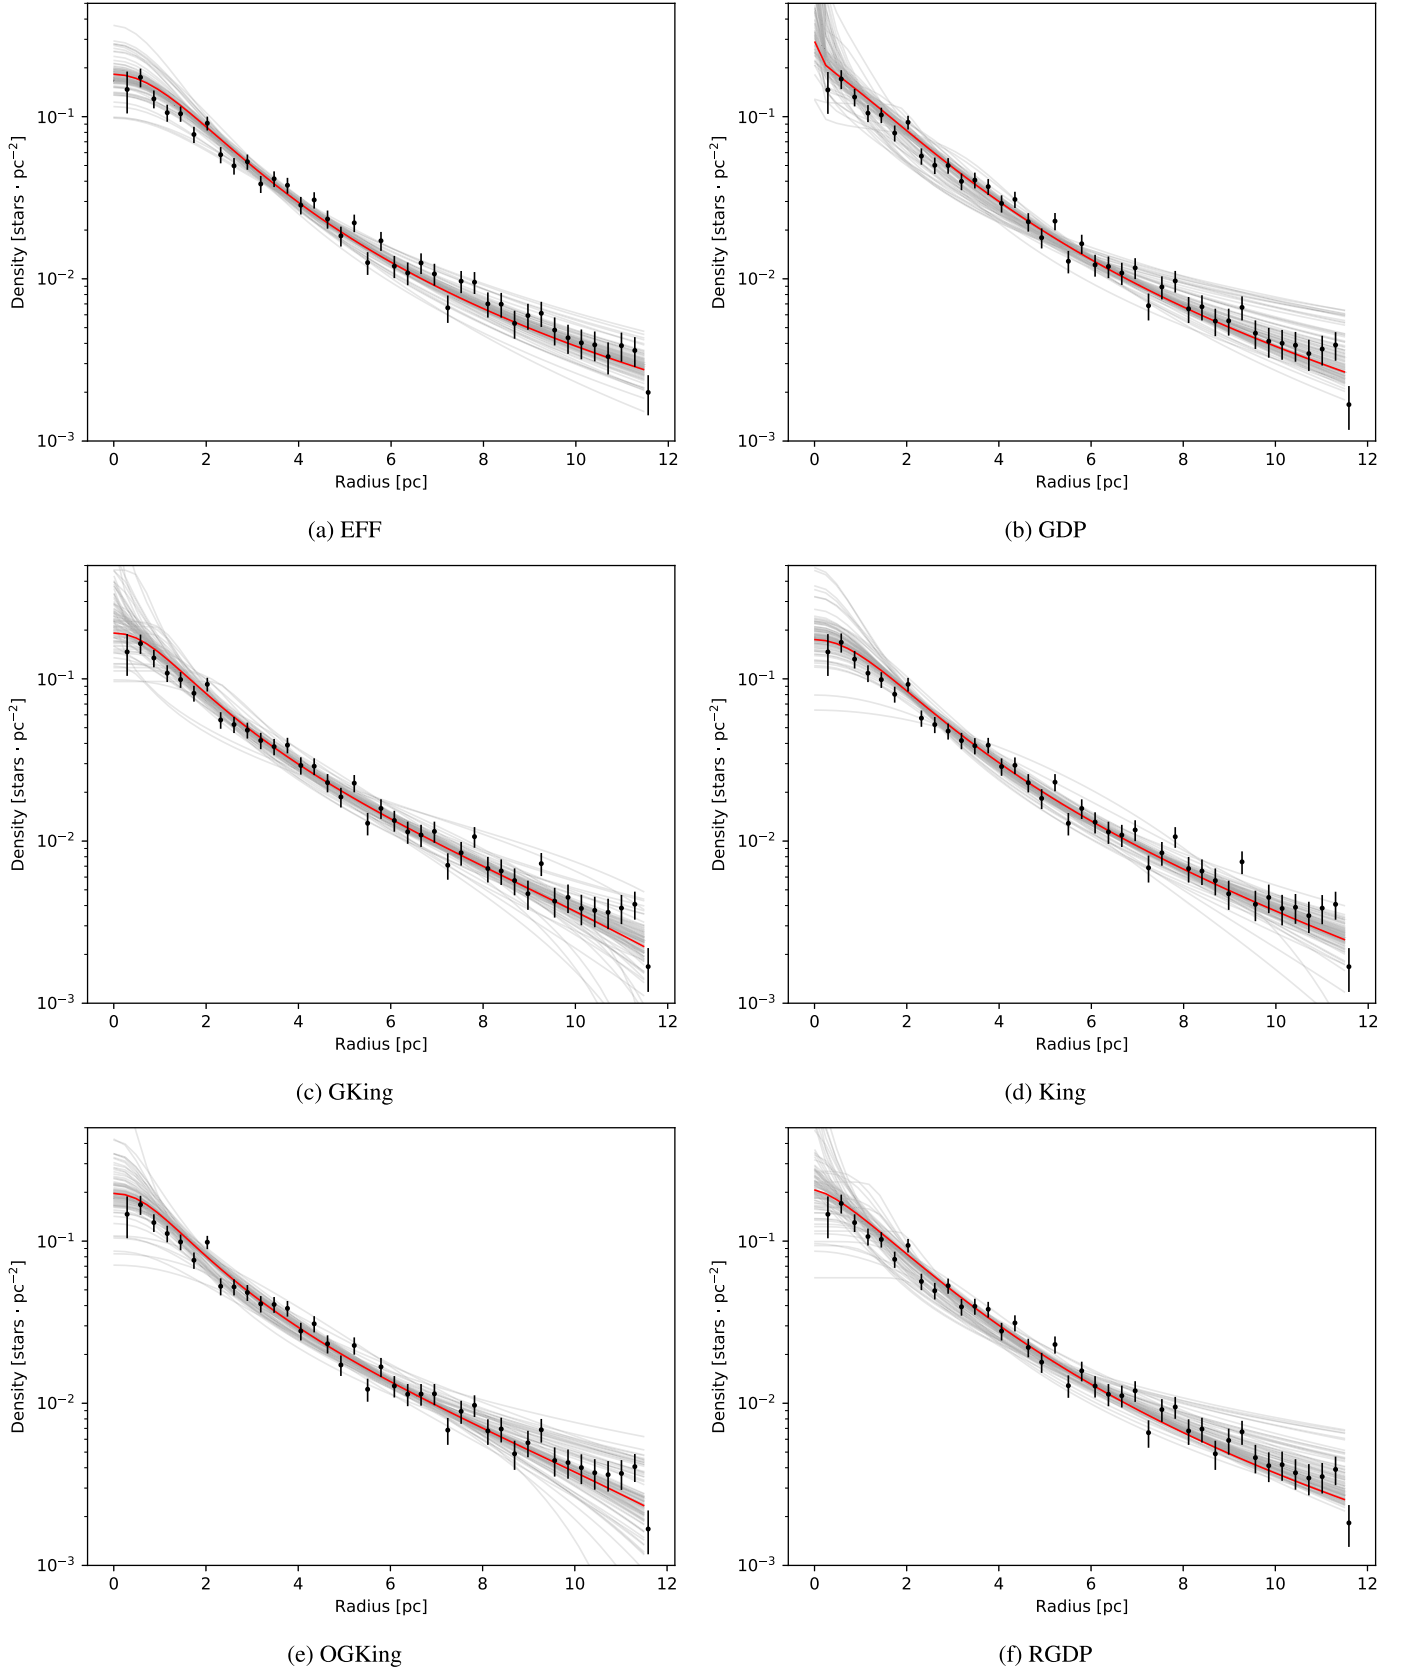 10−1
10−2
10−3
Density [stars · pc−2]
0 2 4 6 8 10 12
Radius [pc]
(a) EFF
10−1
10−2
10−3
Density [stars · pc−2]
0 2 4 6 8 10 12
Radius [pc]
(b) GDP
10−1
10−2
10−3
Density [stars · pc−2]
0 2 4 6 8 10 12
Radius [pc]
(c) GKing
10−1
10−2
10−3
Density [stars · pc−2]
0 2 4 6 8 10 12
Radius [pc]
(d) King
10−1
10−2
10−3
Density [stars · pc−2]
0 2 4 6 8 10 12
Radius [pc]
(e) OGKing
10−1
10−2
10−3
Density [stars · pc−2]
0 2 4 6 8 10 12
Radius [pc]
(f) RGDP